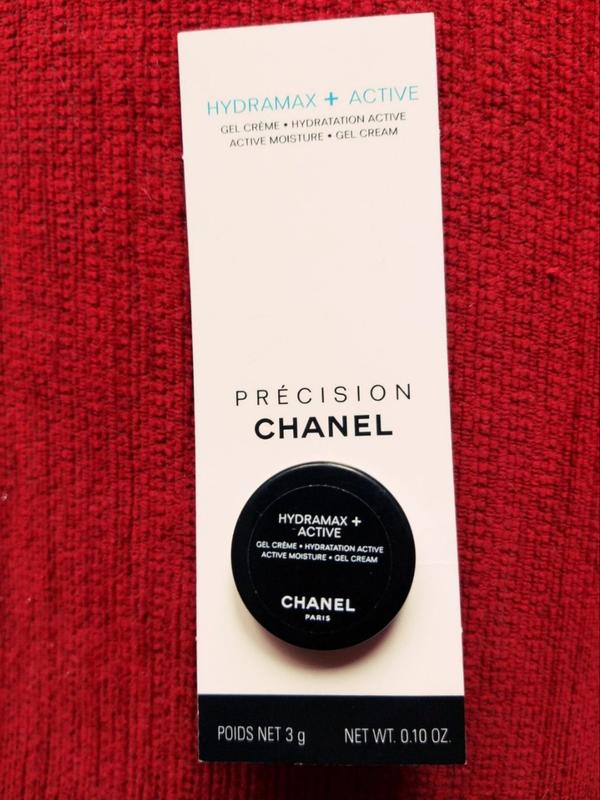 HYDRAMAX + ACTIVE
GEL CRÈME • HYDRATATION ACTIVE
ACTIVE MOISTURE • GEL CREAM
PRÉCISION
CHANEL
HYDRAMAX +
ACTIVE
GEL CRÈME • HYDRATATION ACTIVE
ACTIVE MOISTURE • GEL CREAM
CHANEL
PARIS
POIDS NET 3 g NET WT. 0.10 OZ.